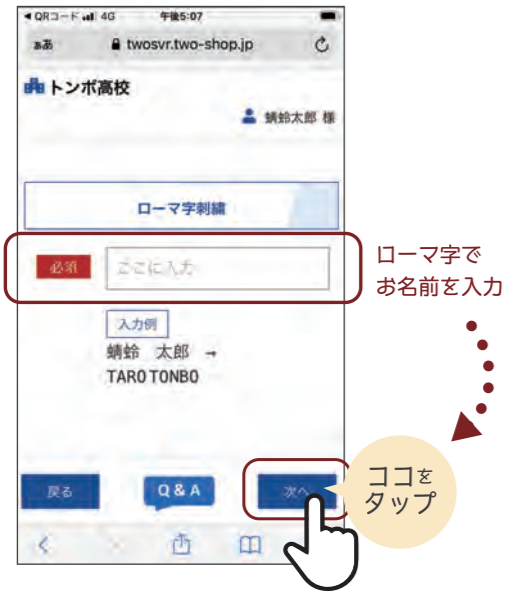 ◀QRコード 4G 午後5:07
ぁあ twosvr.two-shop.jp
トンボ高校
蜻蛉太郎 様
ローマ字刺繍
必須 ここに入力
ローマ字で
お名前を入力
入力例
蜻蛉 太郎 →
TARO TONBO
戻る Q & A 次へ
ココを
タップ